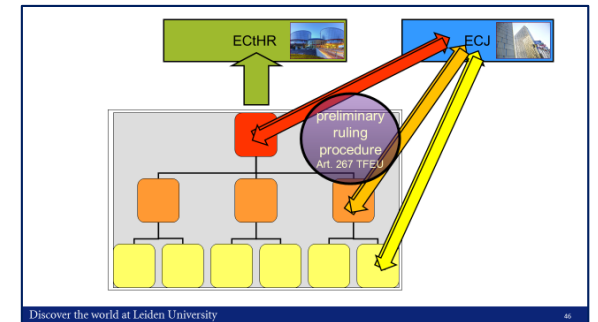 ECtHR
ECJ
preliminary
ruling
procedure
Art. 267 TFEU
Discover the world at Leiden University
46